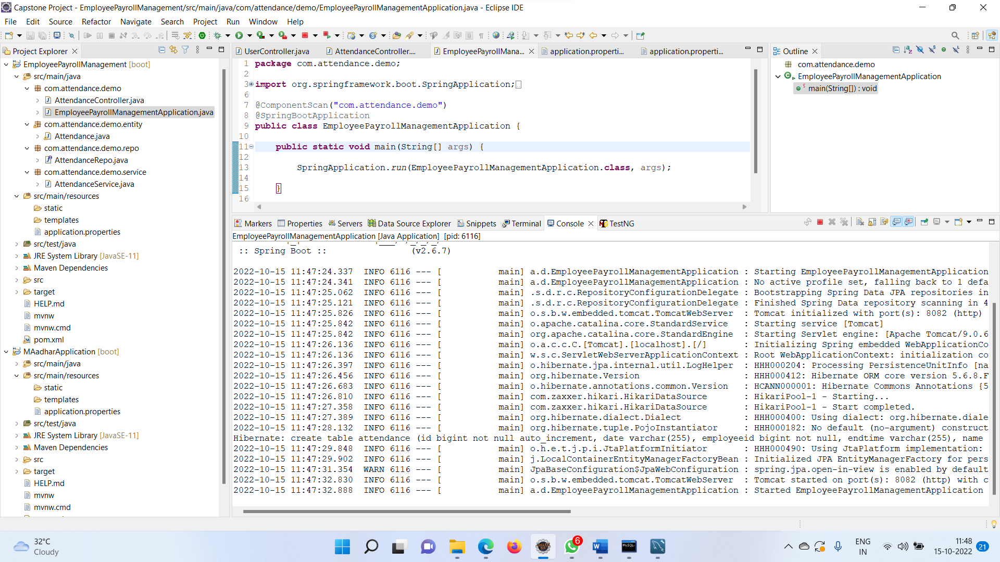 Capstone Project - EmployeePayrollManagement/src/main/java/com/attendance/demo/EmployeePayrollManagementApplication.java - Eclipse IDE
File Edit Source Refactor Navigate Search Project Run Window Help
Project Explorer
EmployeePayrollManagement [boot]
src/main/java
com.attendance.demo
AttendanceController.java
EmployeePayrollManagementApplication.java
com.attendance.demo.entity
Attendance.java
com.attendance.demo.repo
AttendanceRepo.java
com.attendance.demo.service
AttendanceService.java
src/main/resources
static
templates
application.properties
src/test/java
JRE System Library [JavaSE-11]
Maven Dependencies
src
target
HELP.md
mvnw
mvnw.cmd
pom.xml
MAadharApplication [boot]
src/main/java
src/main/resources
static
templates
application.properties
src/test/java
JRE System Library [JavaSE-11]
Maven Dependencies
src
target
HELP.md
mvnw
mvnw.cmd
UserController.java AttendanceController.... EmployeePayrollMana... application.properti... application.properti...
1 package com.attendance.demo;
2
3 import org.springframework.boot.SpringApplication;
6
7 @ComponentScan("com.attendance.demo")
8 @SpringBootApplication
9 public class EmployeePayrollManagementApplication {
10
11 public static void main(String[] args) {
12
13 SpringApplication.run(EmployeePayrollManagementApplication.class, args);
14
15 }
16
Outline
com.attendance.demo
EmployeePayrollManagementApplication
main(String[]) : void
Markers Properties Servers Data Source Explorer Snippets Terminal Console TestNG
EmployeePayrollManagementApplication [Java Application] [pid: 6116]
:: Spring Boot :: (v2.6.7)
2022-10-15 11:47:24.337 INFO 6116 --- [ main] a.d.EmployeePayrollManagementApplication : Starting EmployeePayrollManagementApplication
2022-10-15 11:47:24.341 INFO 6116 --- [ main] a.d.EmployeePayrollManagementApplication : No active profile set, falling back to 1 defa
2022-10-15 11:47:25.062 INFO 6116 --- [ main] .s.d.r.c.RepositoryConfigurationDelegate : Bootstrapping Spring Data JPA repositories in
2022-10-15 11:47:25.121 INFO 6116 --- [ main] .s.d.r.c.RepositoryConfigurationDelegate : Finished Spring Data repository scanning in 4
2022-10-15 11:47:25.826 INFO 6116 --- [ main] o.s.b.w.embedded.tomcat.TomcatWebServer : Tomcat initialized with port(s): 8082 (http)
2022-10-15 11:47:25.842 INFO 6116 --- [ main] o.apache.catalina.core.StandardService : Starting service [Tomcat]
2022-10-15 11:47:25.842 INFO 6116 --- [ main] org.apache.catalina.core.StandardEngine : Starting Servlet engine: [Apache Tomcat/9.0.6
2022-10-15 11:47:26.136 INFO 6116 --- [ main] o.a.c.c.C.[Tomcat].[localhost].[/] : Initializing Spring embedded WebApplicationCo
2022-10-15 11:47:26.136 INFO 6116 --- [ main] w.s.c.ServletWebServerApplicationContext : Root WebApplicationContext: initialization co
2022-10-15 11:47:26.397 INFO 6116 --- [ main] o.hibernate.jpa.internal.util.LogHelper : HHH000204: Processing PersistenceUnitInfo [na
2022-10-15 11:47:26.456 INFO 6116 --- [ main] org.hibernate.Version : HHH000412: Hibernate ORM core version 5.6.8.F
2022-10-15 11:47:26.683 INFO 6116 --- [ main] o.hibernate.annotations.common.Version : HCANN000001: Hibernate Commons Annotations {5
2022-10-15 11:47:26.810 INFO 6116 --- [ main] com.zaxxer.hikari.HikariDataSource : HikariPool-1 - Starting...
2022-10-15 11:47:27.358 INFO 6116 --- [ main] com.zaxxer.hikari.HikariDataSource : HikariPool-1 - Start completed.
2022-10-15 11:47:27.389 INFO 6116 --- [ main] org.hibernate.dialect.Dialect : HHH000400: Using dialect: org.hibernate.diale
2022-10-15 11:47:28.132 INFO 6116 --- [ main] org.hibernate.tuple.PojoInstantiator : HHH000182: No default (no-argument) construct
Hibernate: create table attendance (id bigint not null auto_increment, date varchar(255), employeeid bigint not null, endtime varchar(255), name
2022-10-15 11:47:29.848 INFO 6116 --- [ main] o.h.e.t.j.p.i.JtaPlatformInitiator : HHH000490: Using JtaPlatform implementation:
2022-10-15 11:47:29.902 INFO 6116 --- [ main] j.LocalContainerEntityManagerFactoryBean : Initialized JPA EntityManagerFactory for pers
2022-10-15 11:47:31.354 WARN 6116 --- [ main] JpaBaseConfiguration$JpaWebConfiguration : spring.jpa.open-in-view is enabled by default
2022-10-15 11:47:32.830 INFO 6116 --- [ main] o.s.b.w.embedded.tomcat.TomcatWebServer : Tomcat started on port(s): 8082 (http) with c
2022-10-15 11:47:32.888 INFO 6116 --- [ main] a.d.EmployeePayrollManagementApplication : Started EmployeePayrollManagementApplication
32°C
Cloudy
6
ENG
IN
11:48
15-10-2022
21